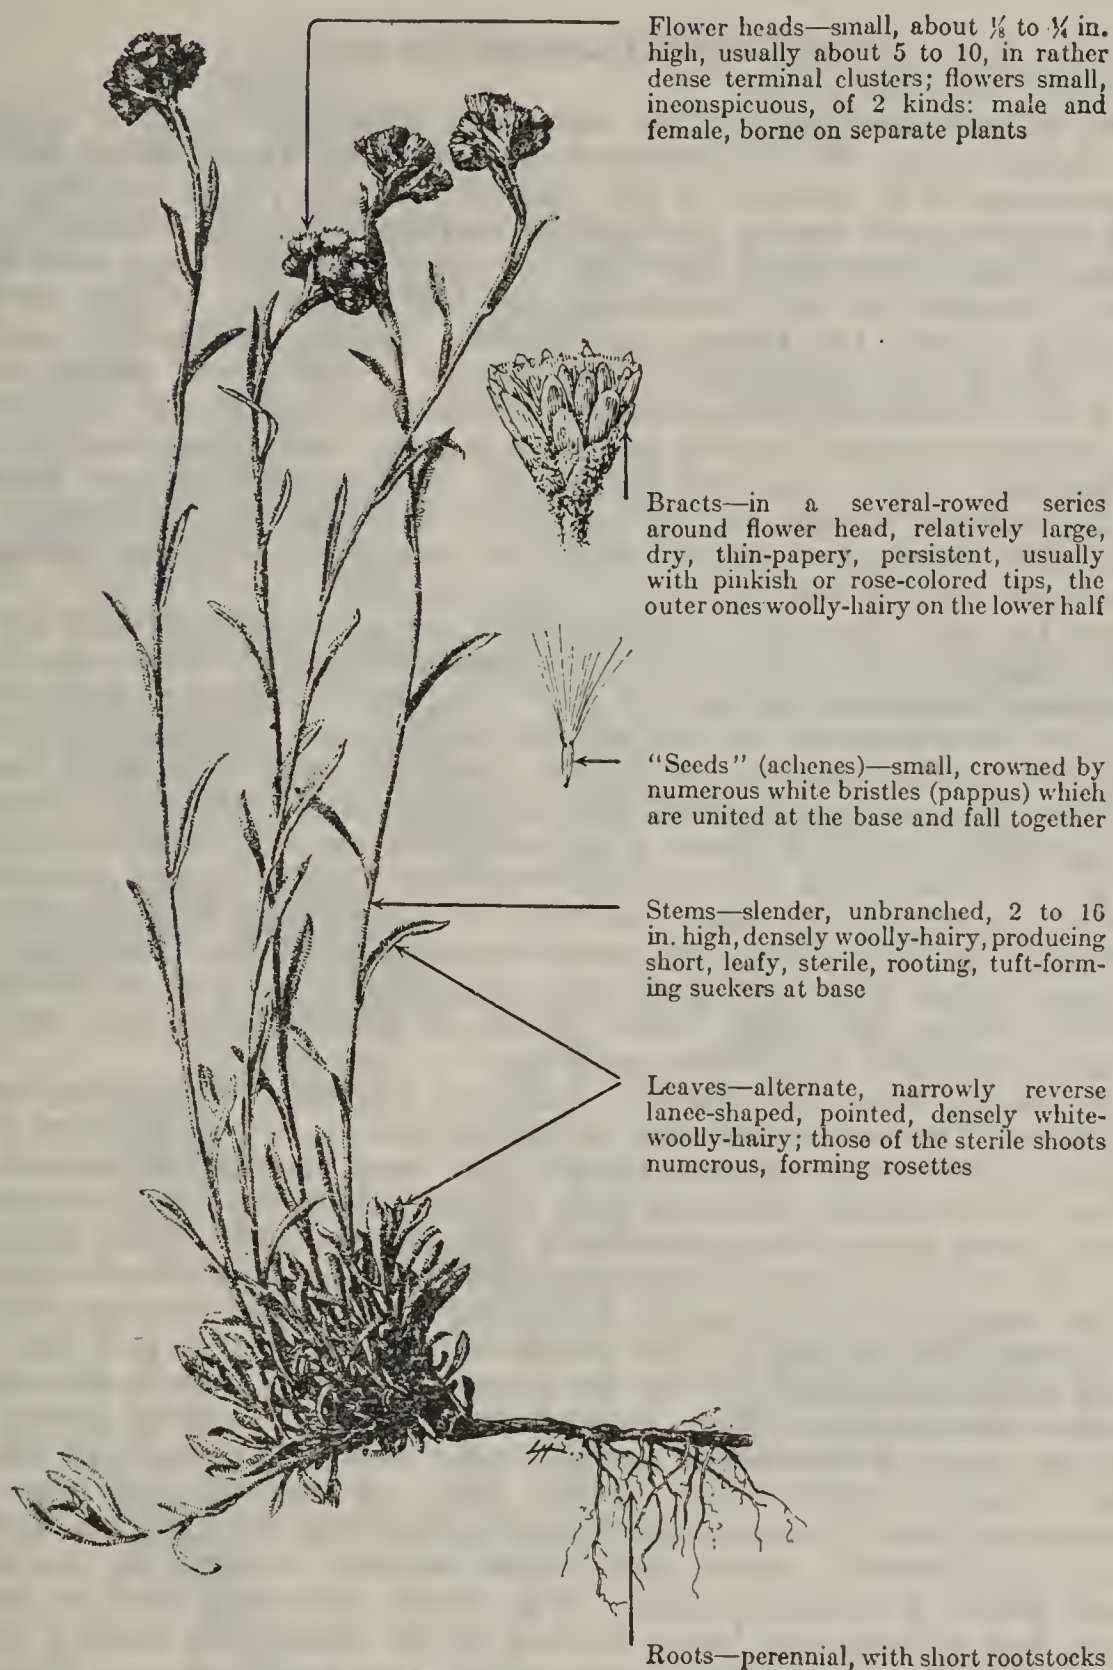 Flower heads—small, about ⅛ to ¼ in.
high, usually about 5 to 10, in rather
dense terminal clusters; flowers small,
inconspicuous, of 2 kinds: male and
female, borne on separate plants
Bracts—in a several-rowed series
around flower head, relatively large,
dry, thin-papery, persistent, usually
with pinkish or rose-colored tips, the
outer ones woolly-hairy on the lower half
"Seeds" (achenes)—small, crowned by
numerous white bristles (pappus) which
are united at the base and fall together
Stems—slender, unbranched, 2 to 16
in. high, densely woolly-hairy, producing
short, leafy, sterile, rooting, tuft-form-
ing suckers at base
Leaves—alternate, narrowly reverse
lance-shaped, pointed, densely white-
woolly-hairy; those of the sterile shoots
numerous, forming rosettes
Roots—perennial, with short rootstocks